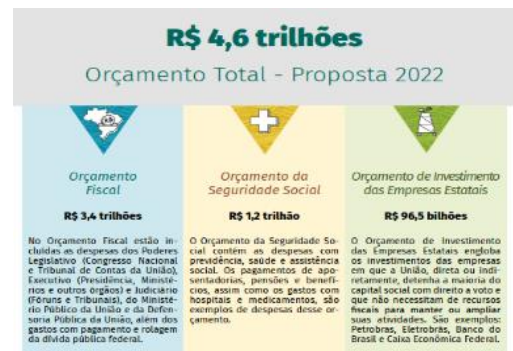 R$ 4,6 trilhões
Orçamento Total - Proposta 2022
Orçamento
Fiscal
R$ 3,4 trilhões
No Orçamento Fiscal estão in-
cluídas as despesas dos Poderes
Legislativo (Congresso Nacional
e Tribunal de Contas da União),
Executivo (Presidência, Ministé-
rios e outros órgãos) e Judiciário
(Fóruns e Tribunais), do Ministé-
rio Público da União e da Defen-
soria Pública da União, além dos
gastos com pagamento e rolagem
da dívida pública federal.
Orçamento da
Seguridade Social
R$ 1,2 trilhão
O Orçamento da Seguridade So-
cial contém as despesas com
previdência, saúde e assistência
social. Os pagamentos de apo-
sentadorias, pensões e benefí-
cios, assim como os gastos com
hospitais e medicamentos, são
exemplos de despesas desse or-
çamento.
Orçamento de Investimento
das Empresas Estatais
R$ 96,5 bilhões
O Orçamento de Investimento
das Empresas Estatais engloba
os investimentos das empresas
em que a União, direta ou indi-
retamente, detenha a maioria do
capital social com direito a voto e
que não necessitam de recursos
fiscais para manter ou ampliar
suas atividades. São exemplos:
Petrobras, Eletrobrás, Banco do
Brasil e Caixa Econômica Federal.